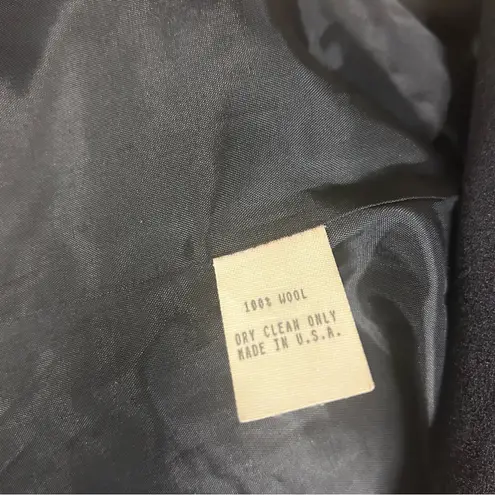 100% WOOL
DRY CLEAN ONLY
MADE IN U.S.A.